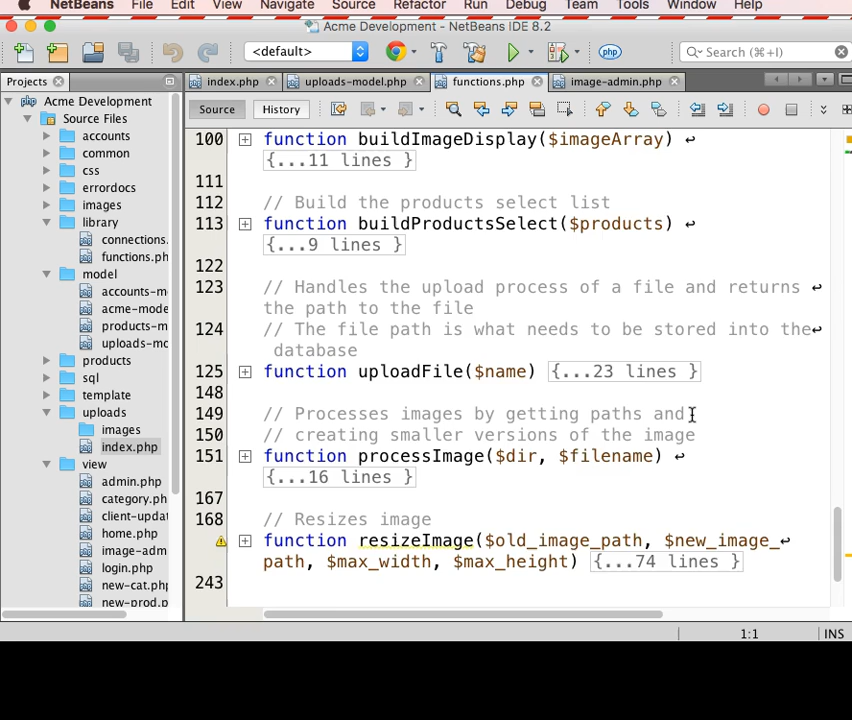 NetBeans File Edit View Navigate Source Refactor Run Debug Team Tools Window Help
Acme Development - NetBeans IDE 8.2
<default> php Search (⌘+I)
Projects index.php uploads-model.php functions.php image-admin.php
Source History
Acme Development
Source Files
accounts
common
css
errordocs
images
library
connections.
functions.ph
model
accounts-m
acme-mode
products-m
uploads-mo
products
sql
template
uploads
images
index.php
view
admin.php
category.ph
client-updat
home.php
image-adm
login.php
new-cat.php
new-prod.p
100 function buildImageDisplay($imageArray) ↩
{...11 lines }
111
112 // Build the products select list
113 function buildProductsSelect($products) ↩
{...9 lines }
122
123 // Handles the upload process of a file and returns ↩
the path to the file
124 // The file path is what needs to be stored into the↩
database
125 function uploadFile($name) {...23 lines }
148
149 // Processes images by getting paths and
150 // creating smaller versions of the image
151 function processImage($dir, $filename) ↩
{...16 lines }
167
168 // Resizes image
function resizeImage($old_image_path, $new_image_↩
path, $max_width, $max_height) {...74 lines }
243
1:1 INS